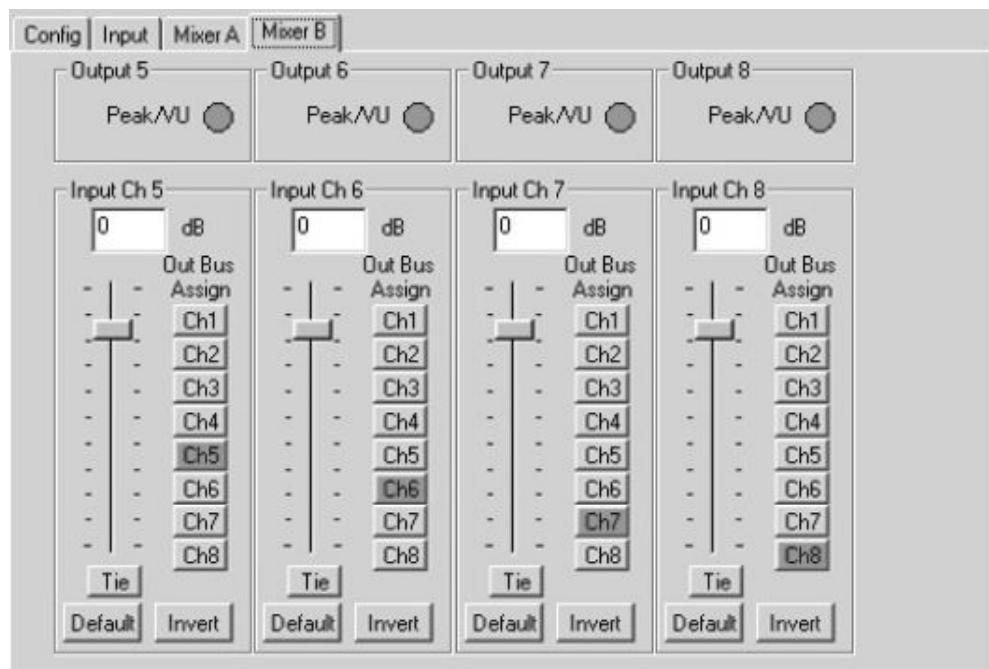 Config Input Mixer A Mixer B
Output 5 Output 6 Output 7 Output 8
Peak/VU Peak/VU Peak/VU Peak/VU
Input Ch 5 Input Ch 6 Input Ch 7 Input Ch 8
0 dB 0 dB 0 dB 0 dB
Out Bus Out Bus Out Bus Out Bus
Assign Assign Assign Assign
Ch1 Ch1 Ch1 Ch1
Ch2 Ch2 Ch2 Ch2
Ch3 Ch3 Ch3 Ch3
Ch4 Ch4 Ch4 Ch4
Ch5 Ch5 Ch5 Ch5
Ch6 Ch6 Ch6 Ch6
Ch7 Ch7 Ch7 Ch7
Ch8 Ch8 Ch8 Ch8
Tie Tie Tie Tie
Default Invert Default Invert Default Invert Default Invert